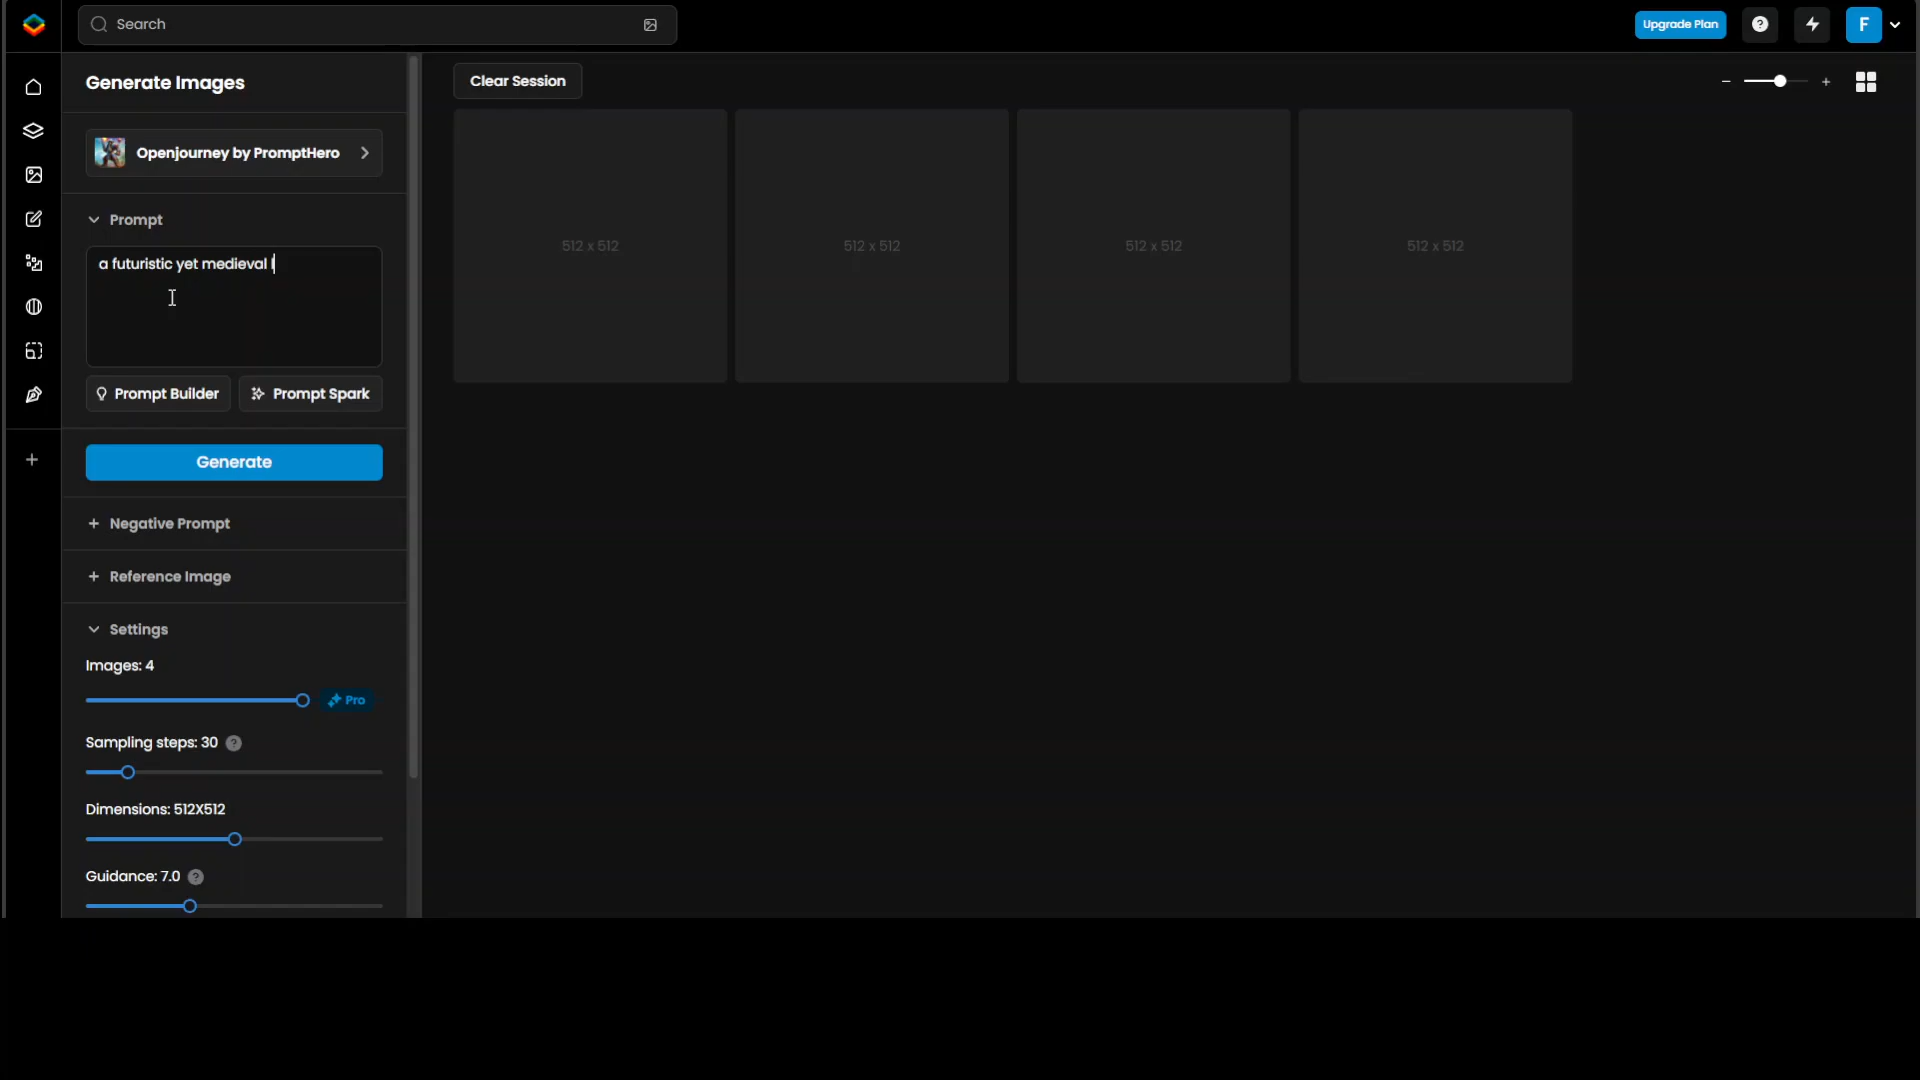 Search
Upgrade Plan
F
Generate Images
Clear Session
Openjourney by PromptHero
Prompt
a futuristic yet medieval l
512 x 512
512 x 512
512 x 512
512 x 512
Prompt Builder
Prompt Spark
Generate
Negative Prompt
Reference Image
Settings
Images: 4
Pro
Sampling steps: 30
Dimensions: 512X512
Guidance: 7.0